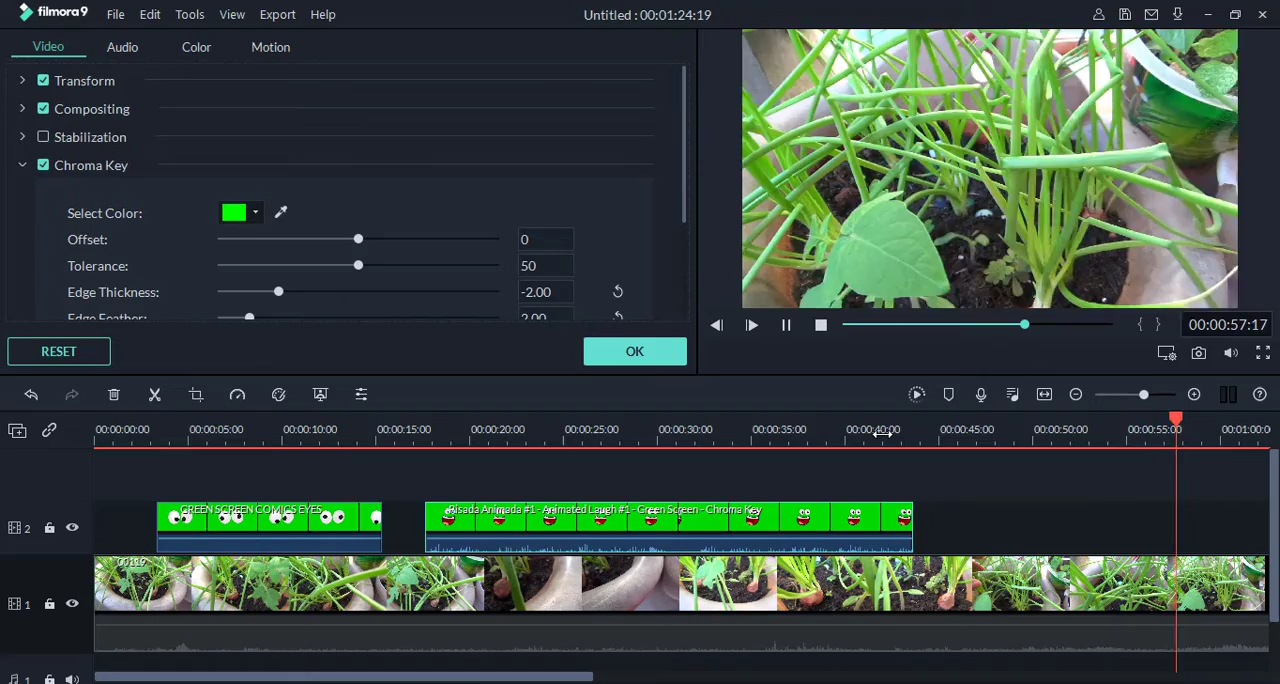 filmora9 File Edit Tools View Export Help Untitled : 00:01:24:19
Video Audio Color Motion
Transform
Compositing
Stabilization
Chroma Key
Select Color:
Offset: 0
Tolerance: 50
Edge Thickness: -2.00
Edge Feather: 2.00
RESET OK
00:00:57:17
00:00:00:00 00:00:05:00 00:00:10:00 00:00:15:00 00:00:20:00 00:00:25:00 00:00:30:00 00:00:35:00 00:00:40:00 00:00:45:00 00:00:50:00 00:00:55:00 00:01:00:0
2 GREEN SCREEN COMICS EYES Risada Animada #1 - Animated Laugh #1 - Green Screen - Chroma Key
1 00119
1